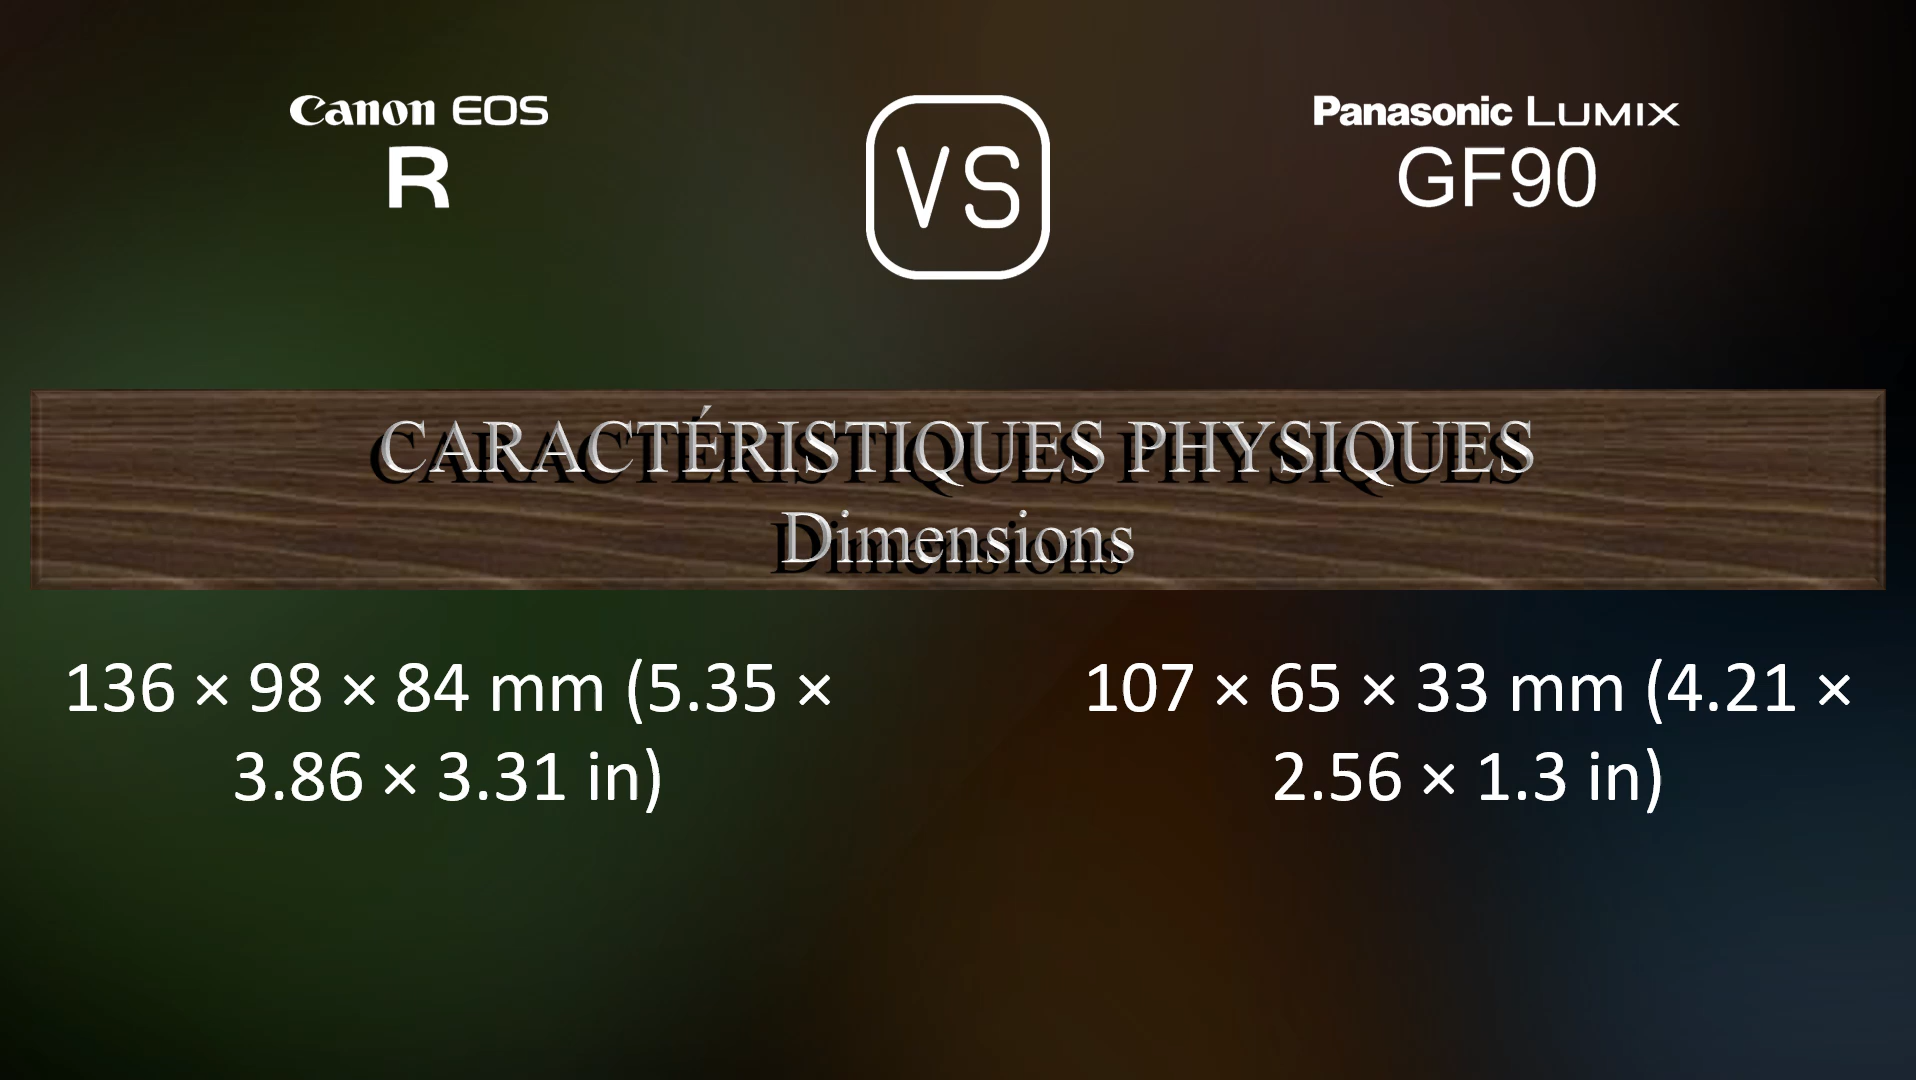 Canon EOS
R
VS
Panasonic LUMIX
GF90
CARACTÉRISTIQUES PHYSIQUES
Dimensions
136 × 98 × 84 mm (5.35 ×
3.86 × 3.31 in)
107 × 65 × 33 mm (4.21 ×
2.56 × 1.3 in)